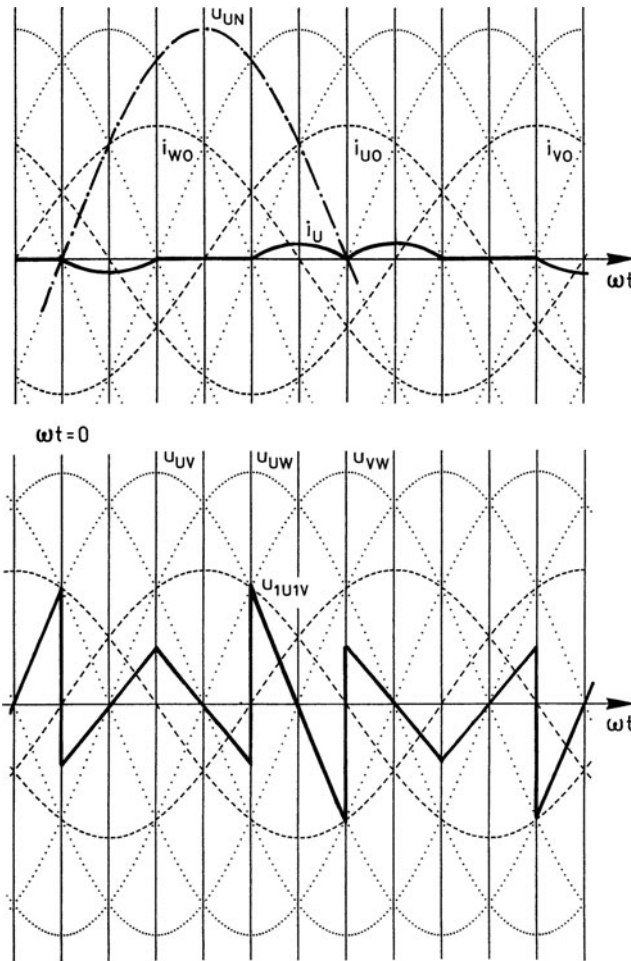 u_UN
i_WO
i_UO
i_VO
i_U
ωt
ωt = 0
u_UV
u_UW
u_VW
u_1U1V
ωt